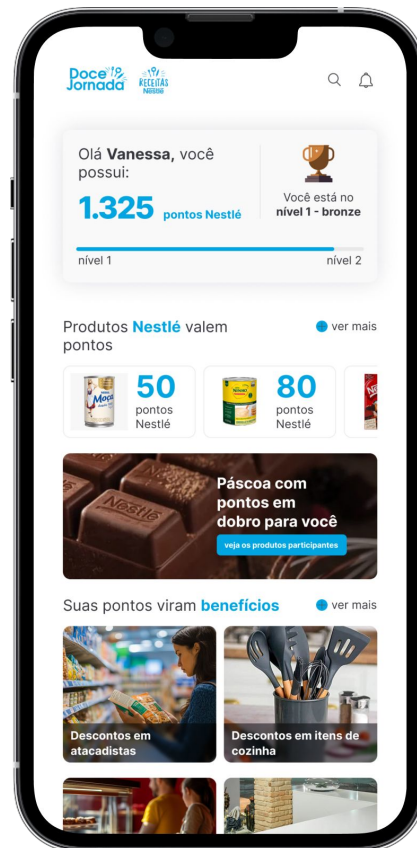 Doce
Jornada
RECEITAS
Nestlé
Olá Vanessa, você
possui:
1.325 pontos Nestlé
Você está no
nível 1 - bronze
nível 1
nível 2
Produtos Nestlé valem
pontos
ver mais
Moça
50
pontos
Nestlé
80
pontos
Nestlé
Nestlé
Páscoa com
pontos em
dobro para você
veja os produtos participantes
Suas pontos viram benefícios
ver mais
Descontos em
atacadistas
Descontos em itens de
cozinha